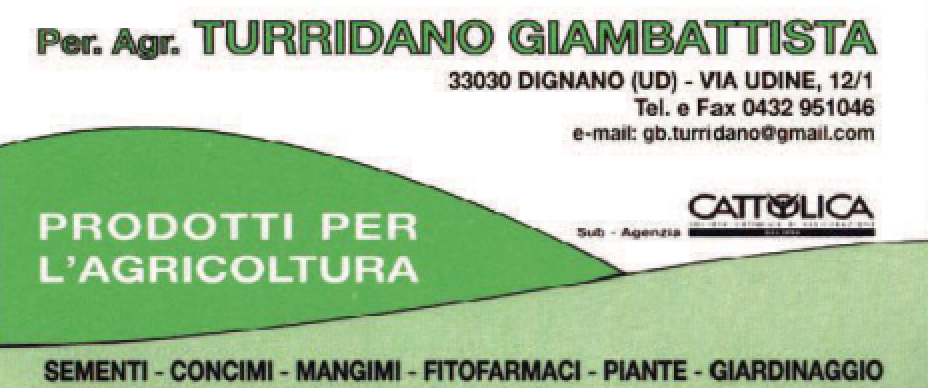 Per. Agr. TURRIDANO GIAMBATTISTA
33030 DIGNANO (UD) - VIA UDINE, 12/1
Tel. e Fax 0432 951046
e-mail: gb.turridano@gmail.com
PRODOTTI PER
L'AGRICOLTURA
CATTOLICA
Sub - Agenzia
SEMENTI - CONCIMI - MANGIMI - FITOFARMACI - PIANTE - GIARDINAGGIO